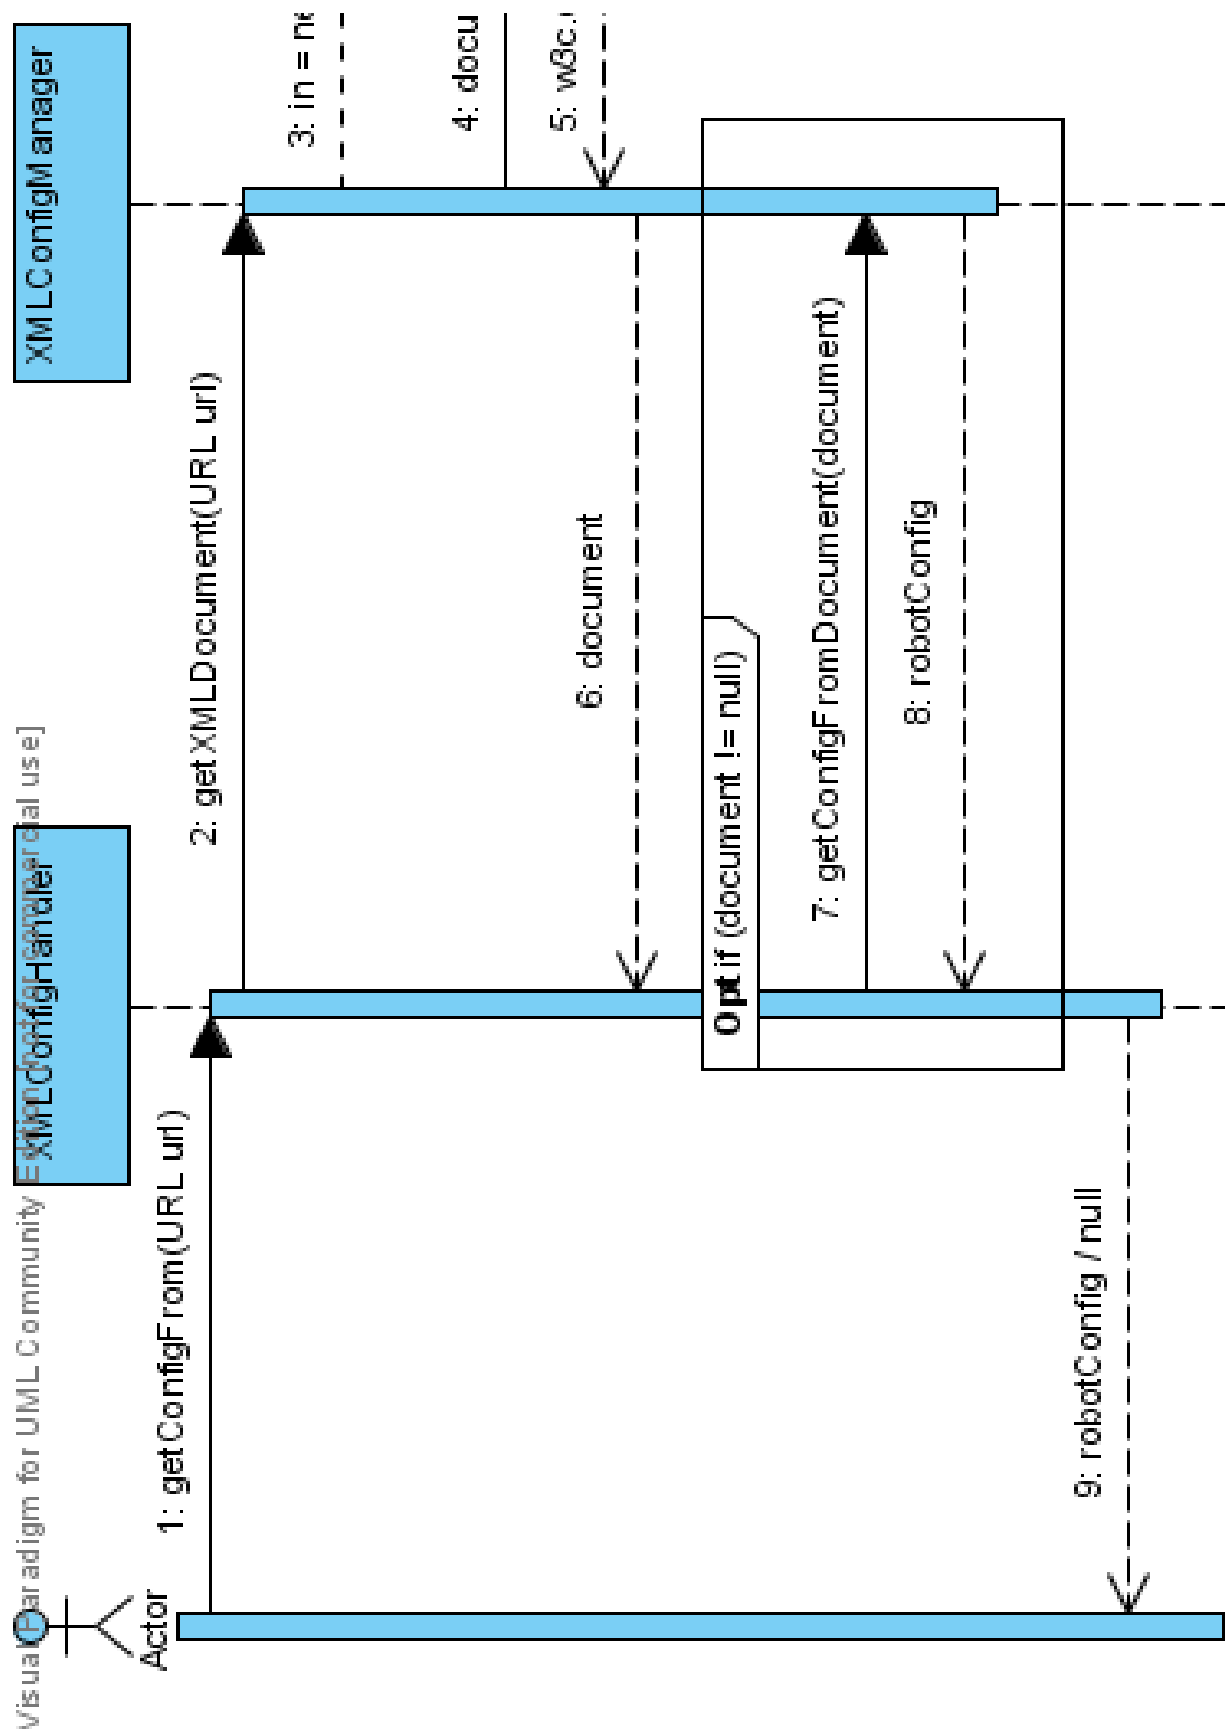 Visual Paradigm for UML Community Edition [not for commercial use]
Actor
XMLConfigHandler
XMLConfigManager
1: getConfigFrom(URL url)
2: getXMLDocument(URL url)
3: in = ne
4: docu
5: w3c.
6: document
Opt if (document != null)
7: getConfigFromDocument(document)
8: robotConfig
9: robotConfig / null